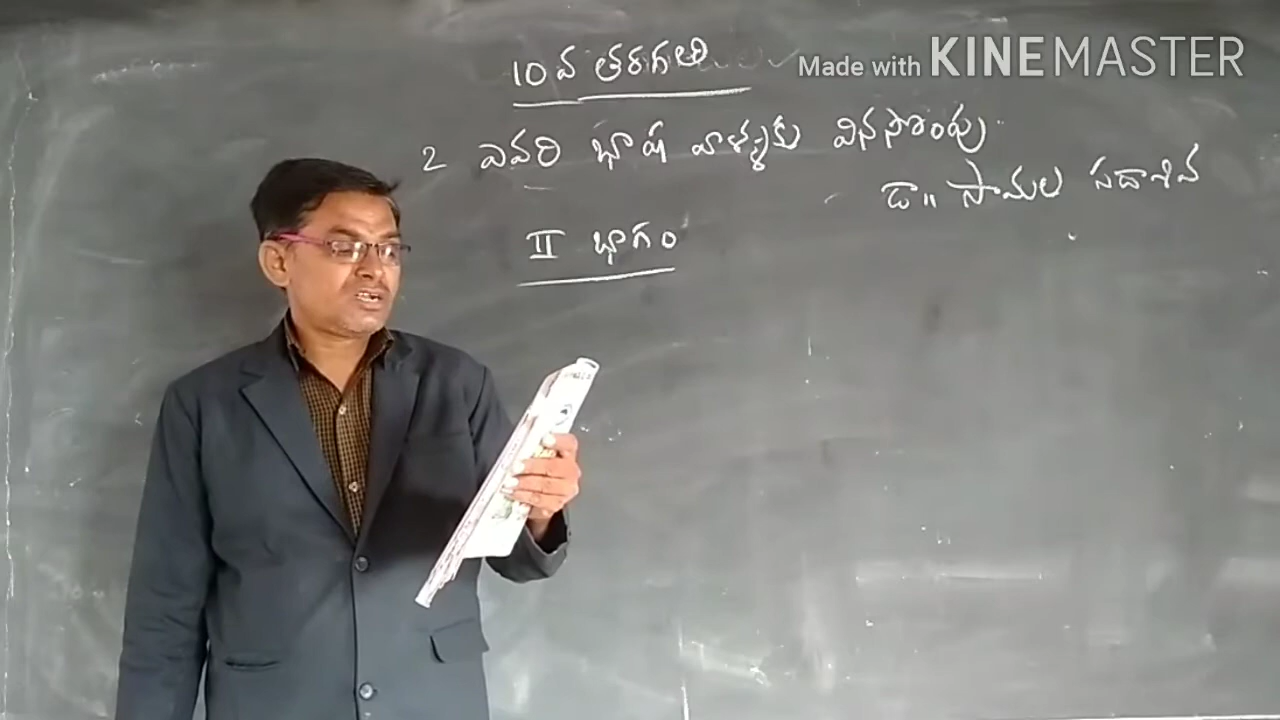 10వ తరగతి
Made with KINEMASTER
2 ఎవరి భాష వాళ్ళకు వినసొంపు
డా॥ సామల సదాశివ
II భాగం